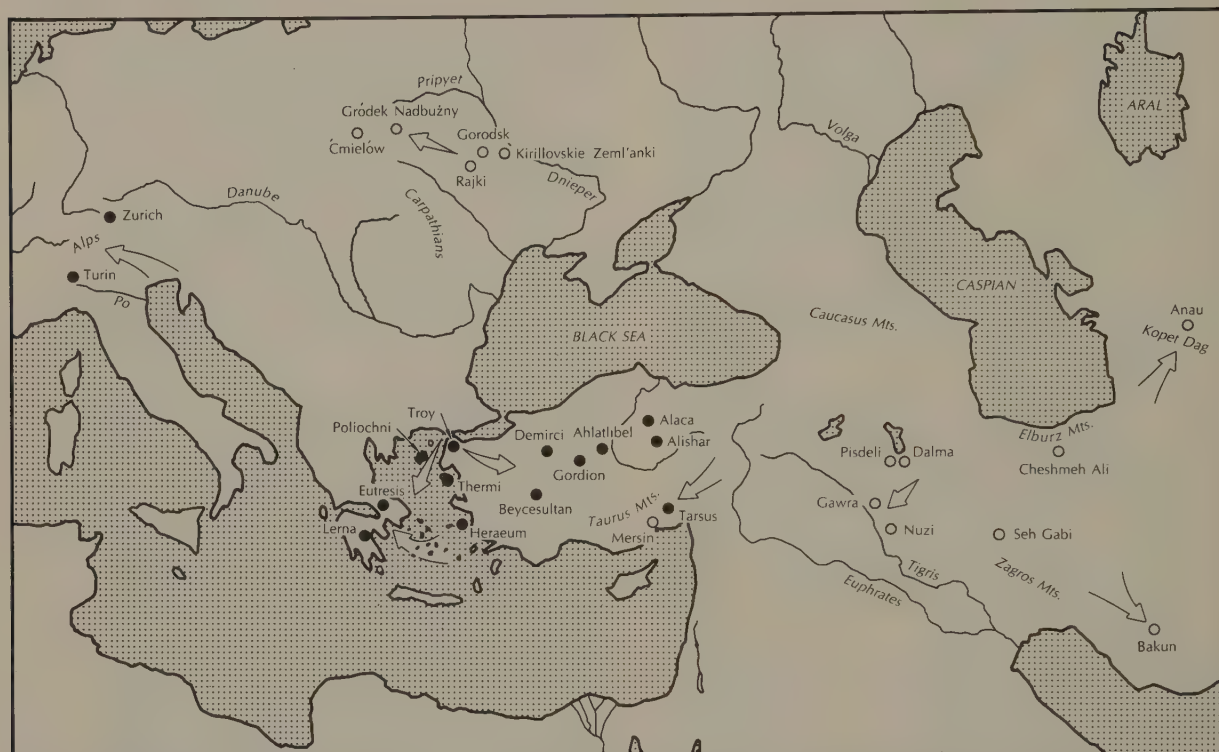 Pripyet
Gródek Nadbużny
Ćmielów
Gorodsk
Kirillovskie Zeml'anki
Rajki
Dnieper
Volga
ARAL
Danube
Carpathians
Zurich
Alps
Turin
Po
CASPIAN
BLACK SEA
Caucasus Mts.
Anau
Kopet Dag
Troy
Poliochni
Demirci
Ahlatlıbel
Alaca
Alishar
Gordion
Thermi
Eutresis
Beycesultan
Lerna
Heraeum
Taurus Mts.
Tarsus
Mersin
Pisdeli
Dalma
Elburz Mts.
Cheshmeh Ali
Gawra
Nuzi
Seh Gabi
Tigris
Zagros Mts.
Euphrates
Bakun